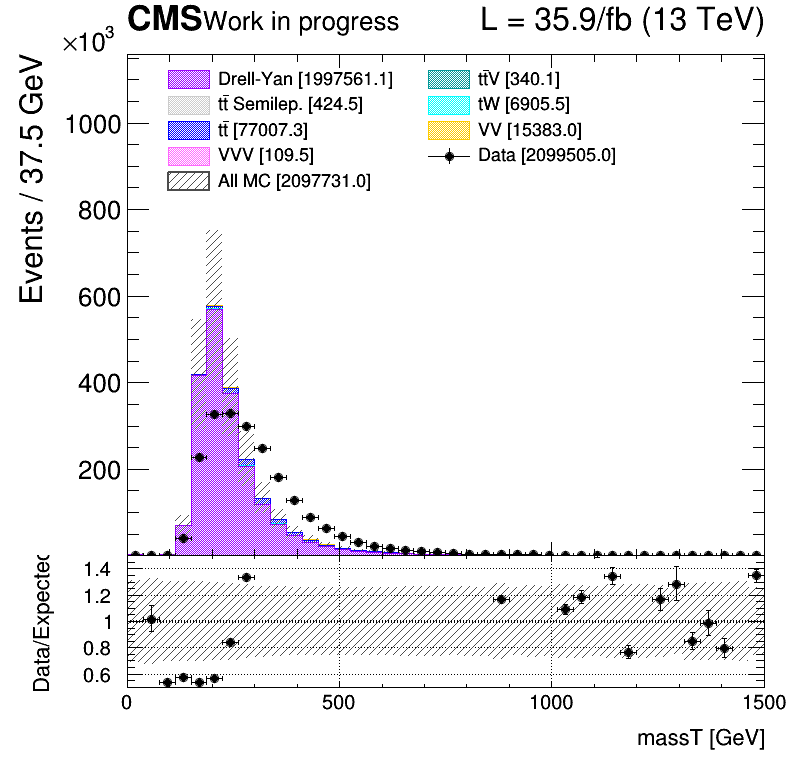 CMS Work in progress L = 35.9/fb (13 TeV)
×10³
Events / 37.5 GeV
Drell-Yan [1997561.1]
tt̄ Semilep. [424.5]
tt̄ [77007.3]
VVV [109.5]
All MC [2097731.0]
tt̄V [340.1]
tW [6905.5]
VV [15383.0]
Data [2099505.0]
1000
800
600
400
200
Data/Expected
1.4
1.2
1
0.8
0.6
0 500 1000 1500
massT [GeV]